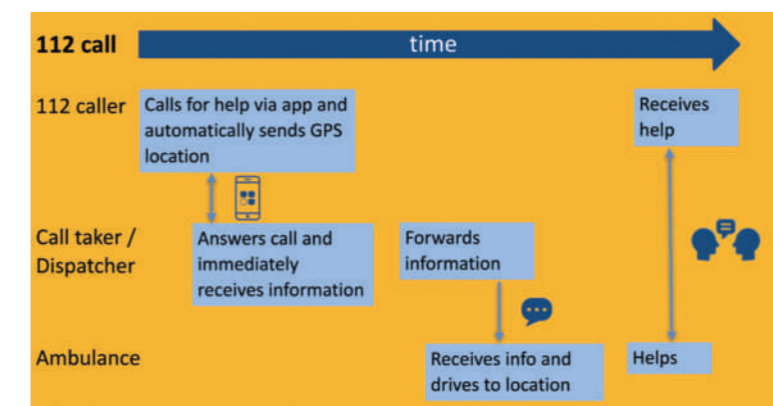 112 call
time
112 caller
Calls for help via app and
automatically sends GPS
location
Receives
help
Call taker /
Dispatcher
Answers call and
immediately
receives information
Forwards
information
Ambulance
Receives info and
drives to location
Helps